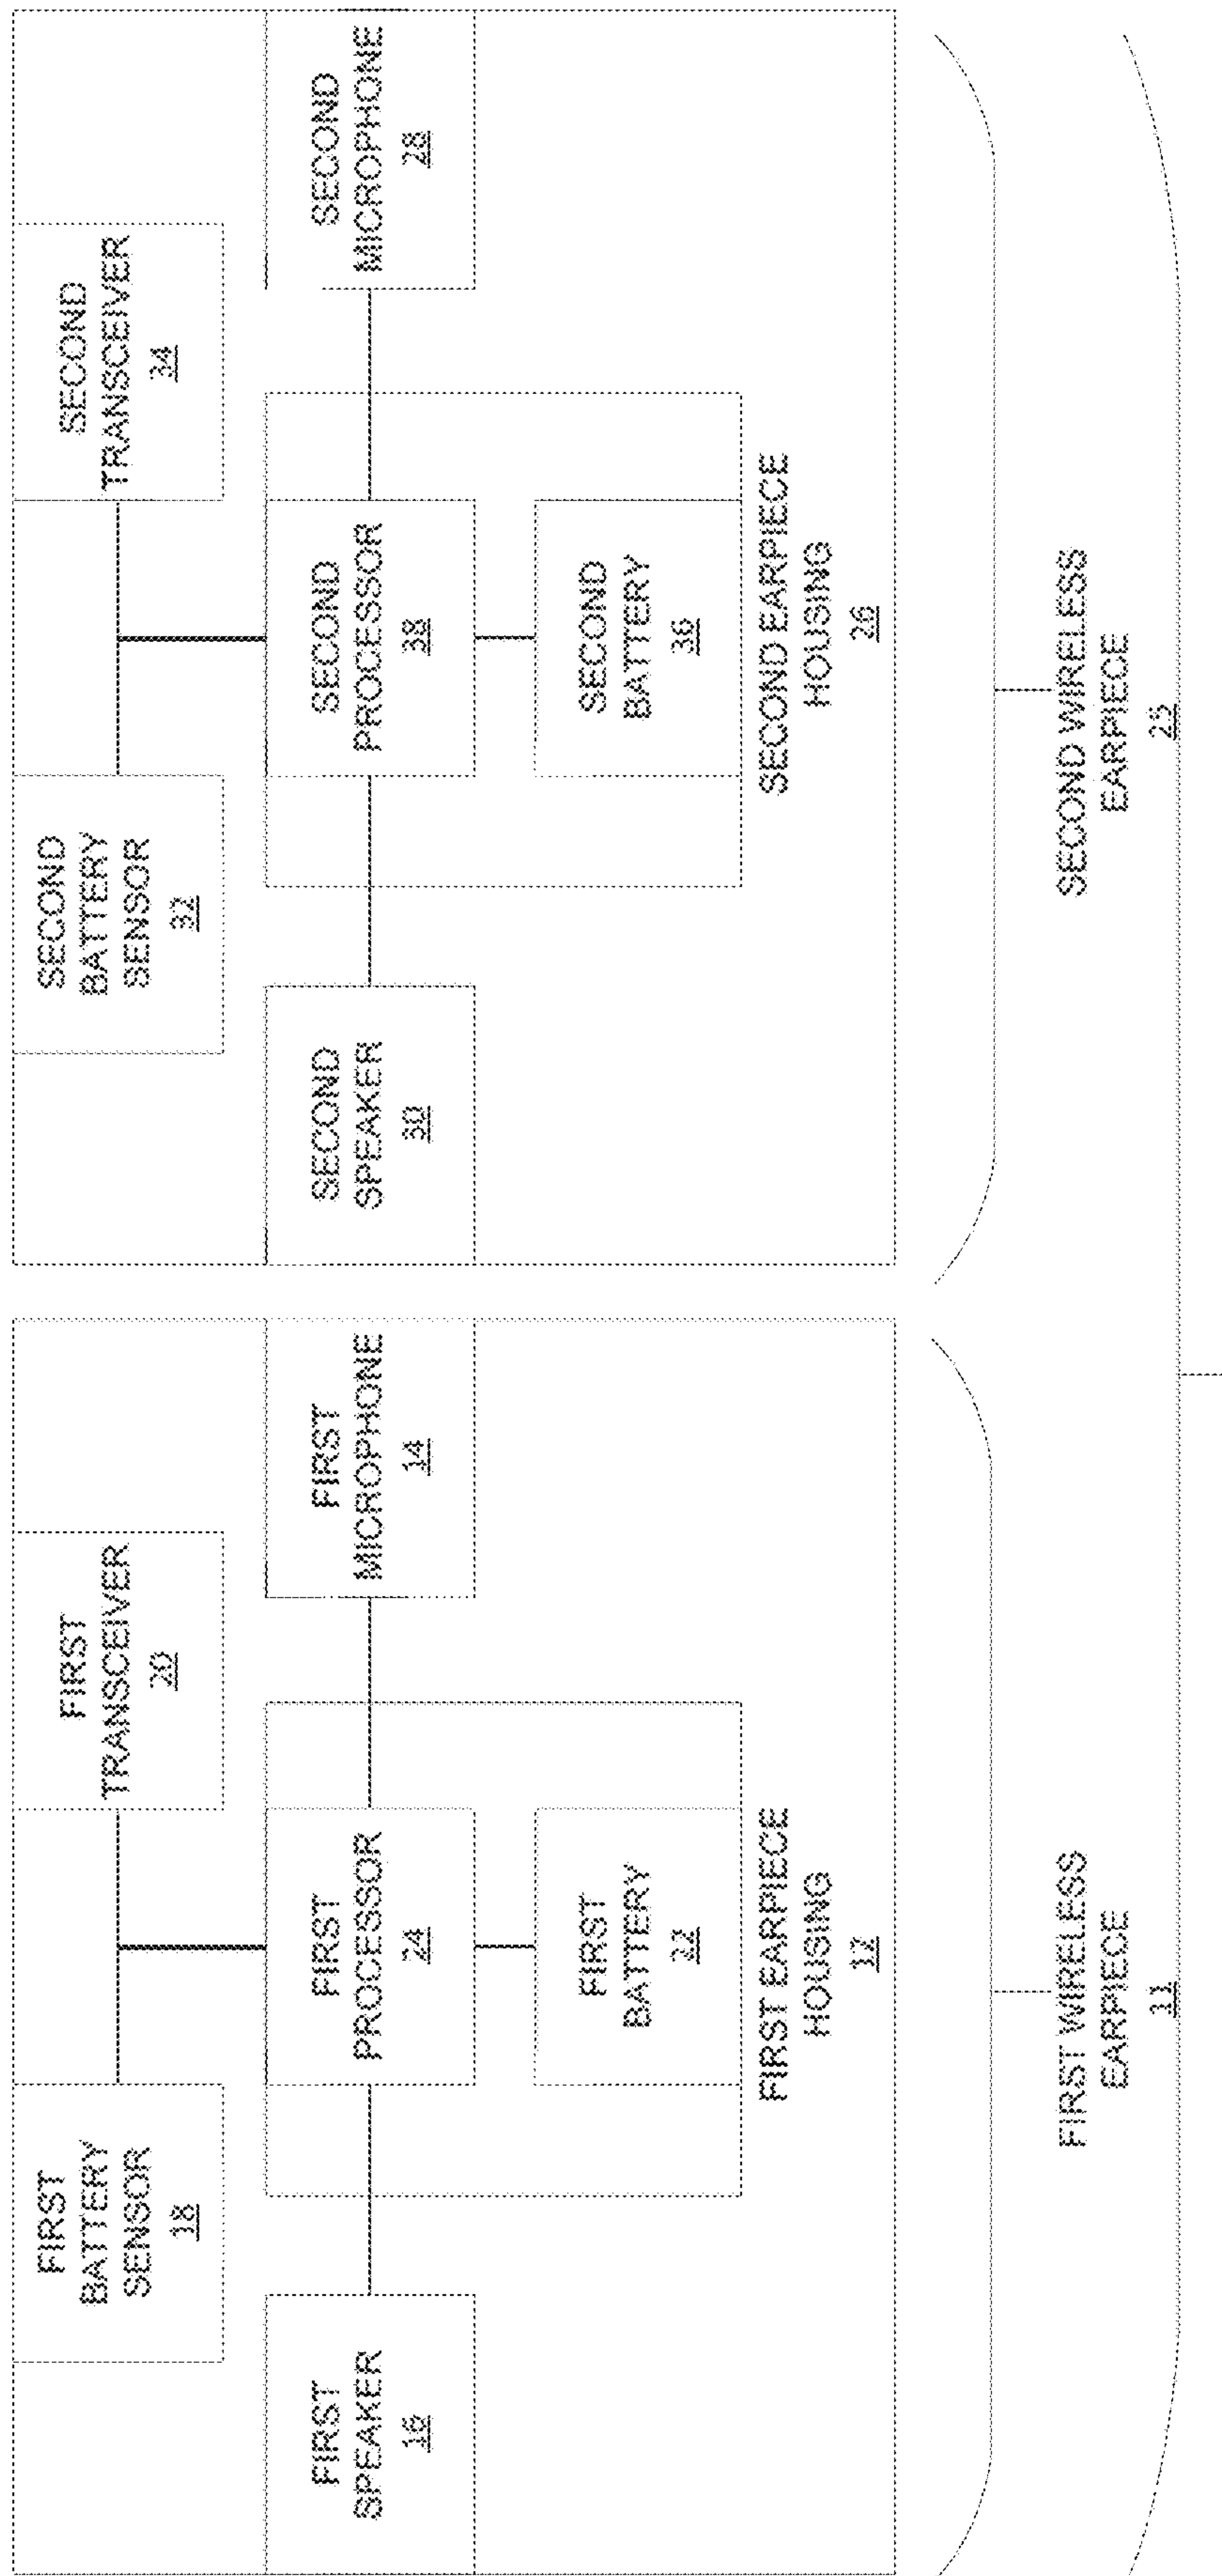 FIRST
BATTERY
SENSOR
18
FIRST
TRANSCEIVER
20
FIRST
SPEAKER
16
FIRST
PROCESSOR
24
FIRST
MICROPHONE
14
FIRST
BATTERY
22
FIRST EARPIECE
HOUSING
12
FIRST WIRELESS
EARPIECE
11
SECOND
BATTERY
SENSOR
32
SECOND
TRANSCEIVER
34
SECOND
SPEAKER
30
SECOND
PROCESSOR
38
SECOND
MICROPHONE
28
SECOND
BATTERY
36
SECOND EARPIECE
HOUSING
26
SECOND WIRELESS
EARPIECE
25